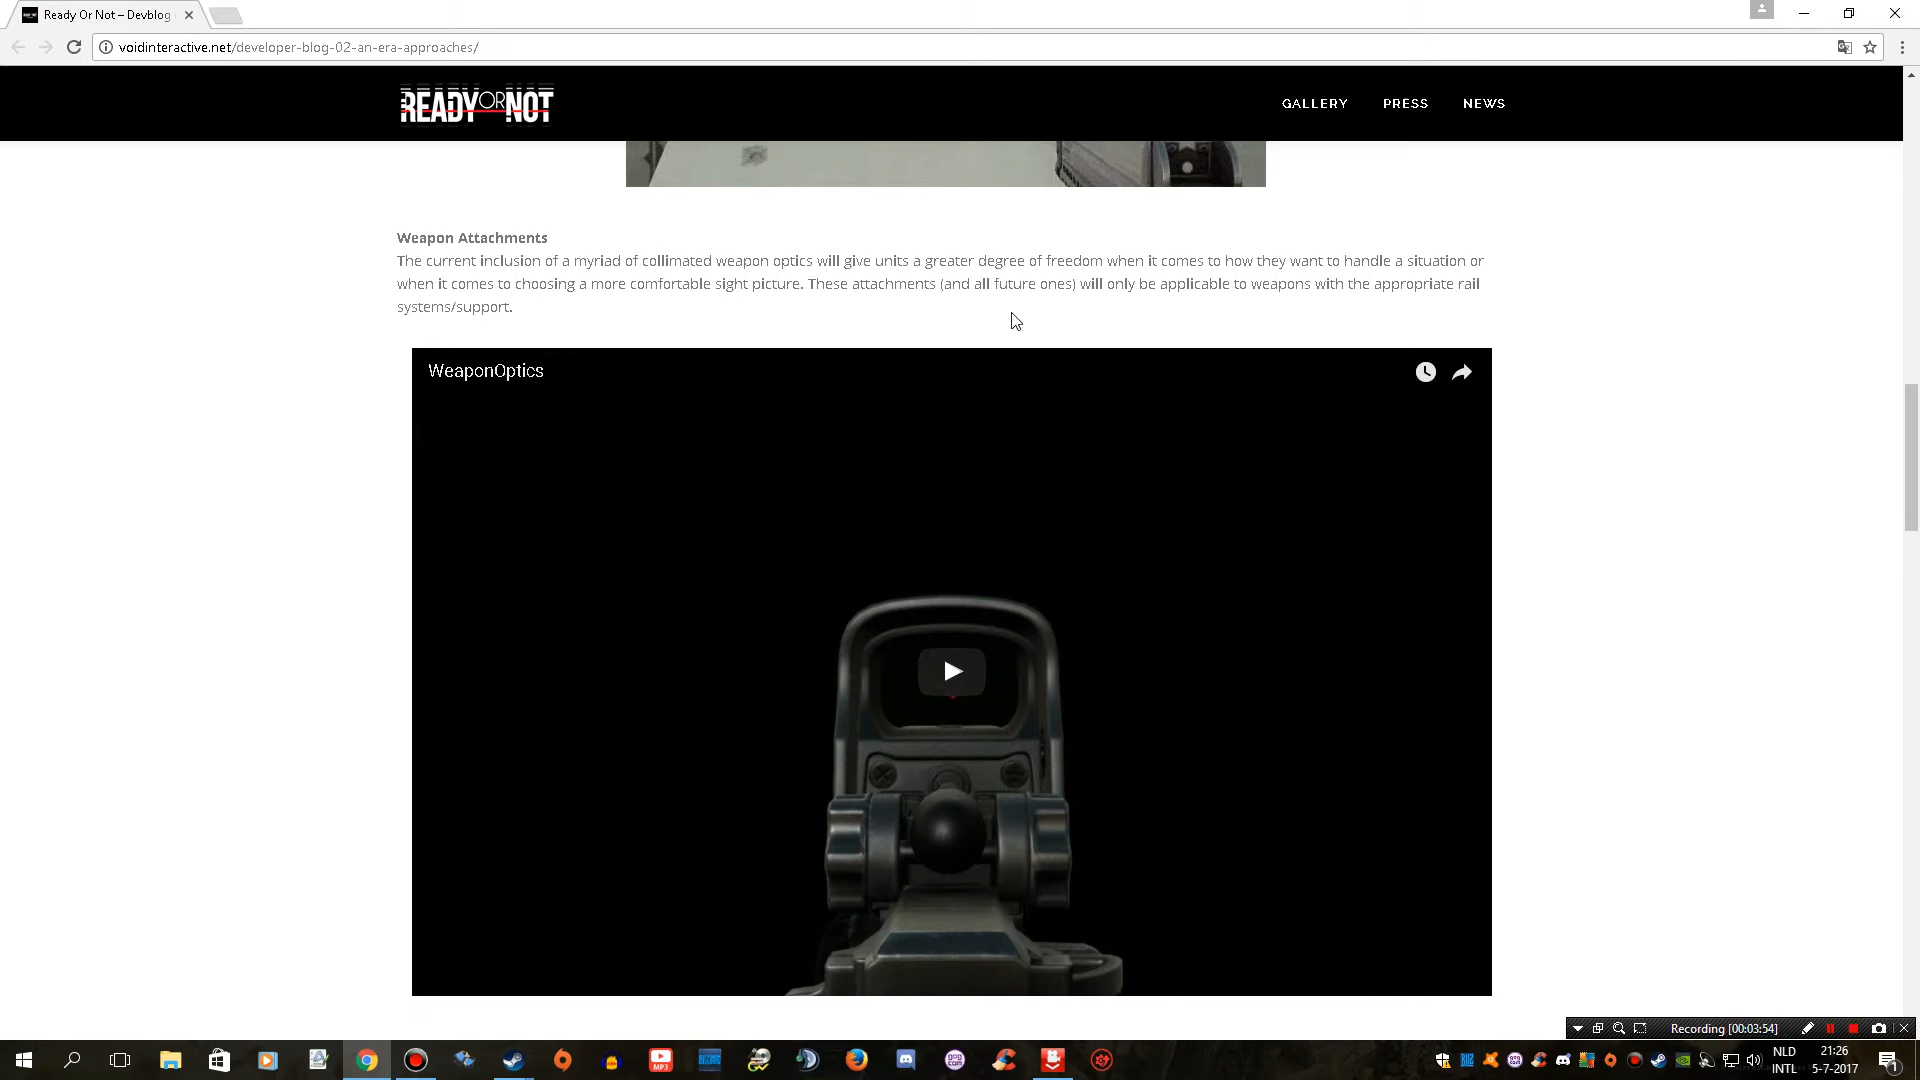 Ready Or Not – Devblog
voidinteractive.net/developer-blog-02-an-era-approaches/
READY OR NOT
GALLERY
PRESS
NEWS
Weapon Attachments
The current inclusion of a myriad of collimated weapon optics will give units a greater degree of freedom when it comes to how they want to handle a situation or
when it comes to choosing a more comfortable sight picture. These attachments (and all future ones) will only be applicable to weapons with the appropriate rail
systems/support.
WeaponOptics
Recording [00:03:54]
MP3
NLD
INTL
21:26
5-7-2017
1